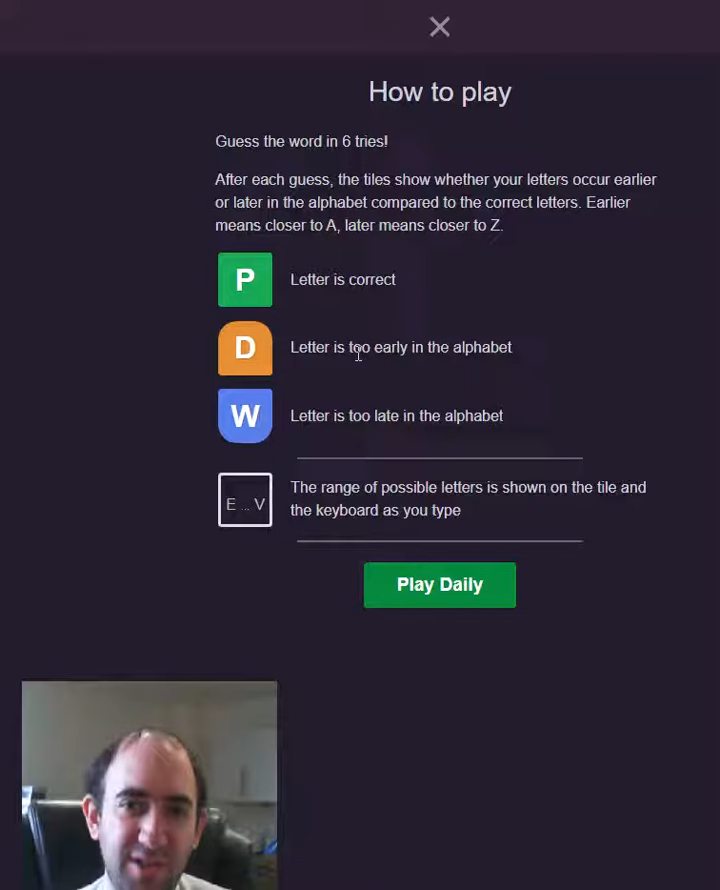 How to play
Guess the word in 6 tries!
After each guess, the tiles show whether your letters occur earlier
or later in the alphabet compared to the correct letters. Earlier
means closer to A, later means closer to Z.
P Letter is correct
D Letter is too early in the alphabet
W Letter is too late in the alphabet
The range of possible letters is shown on the tile and
E ... V
the keyboard as you type
Play Daily